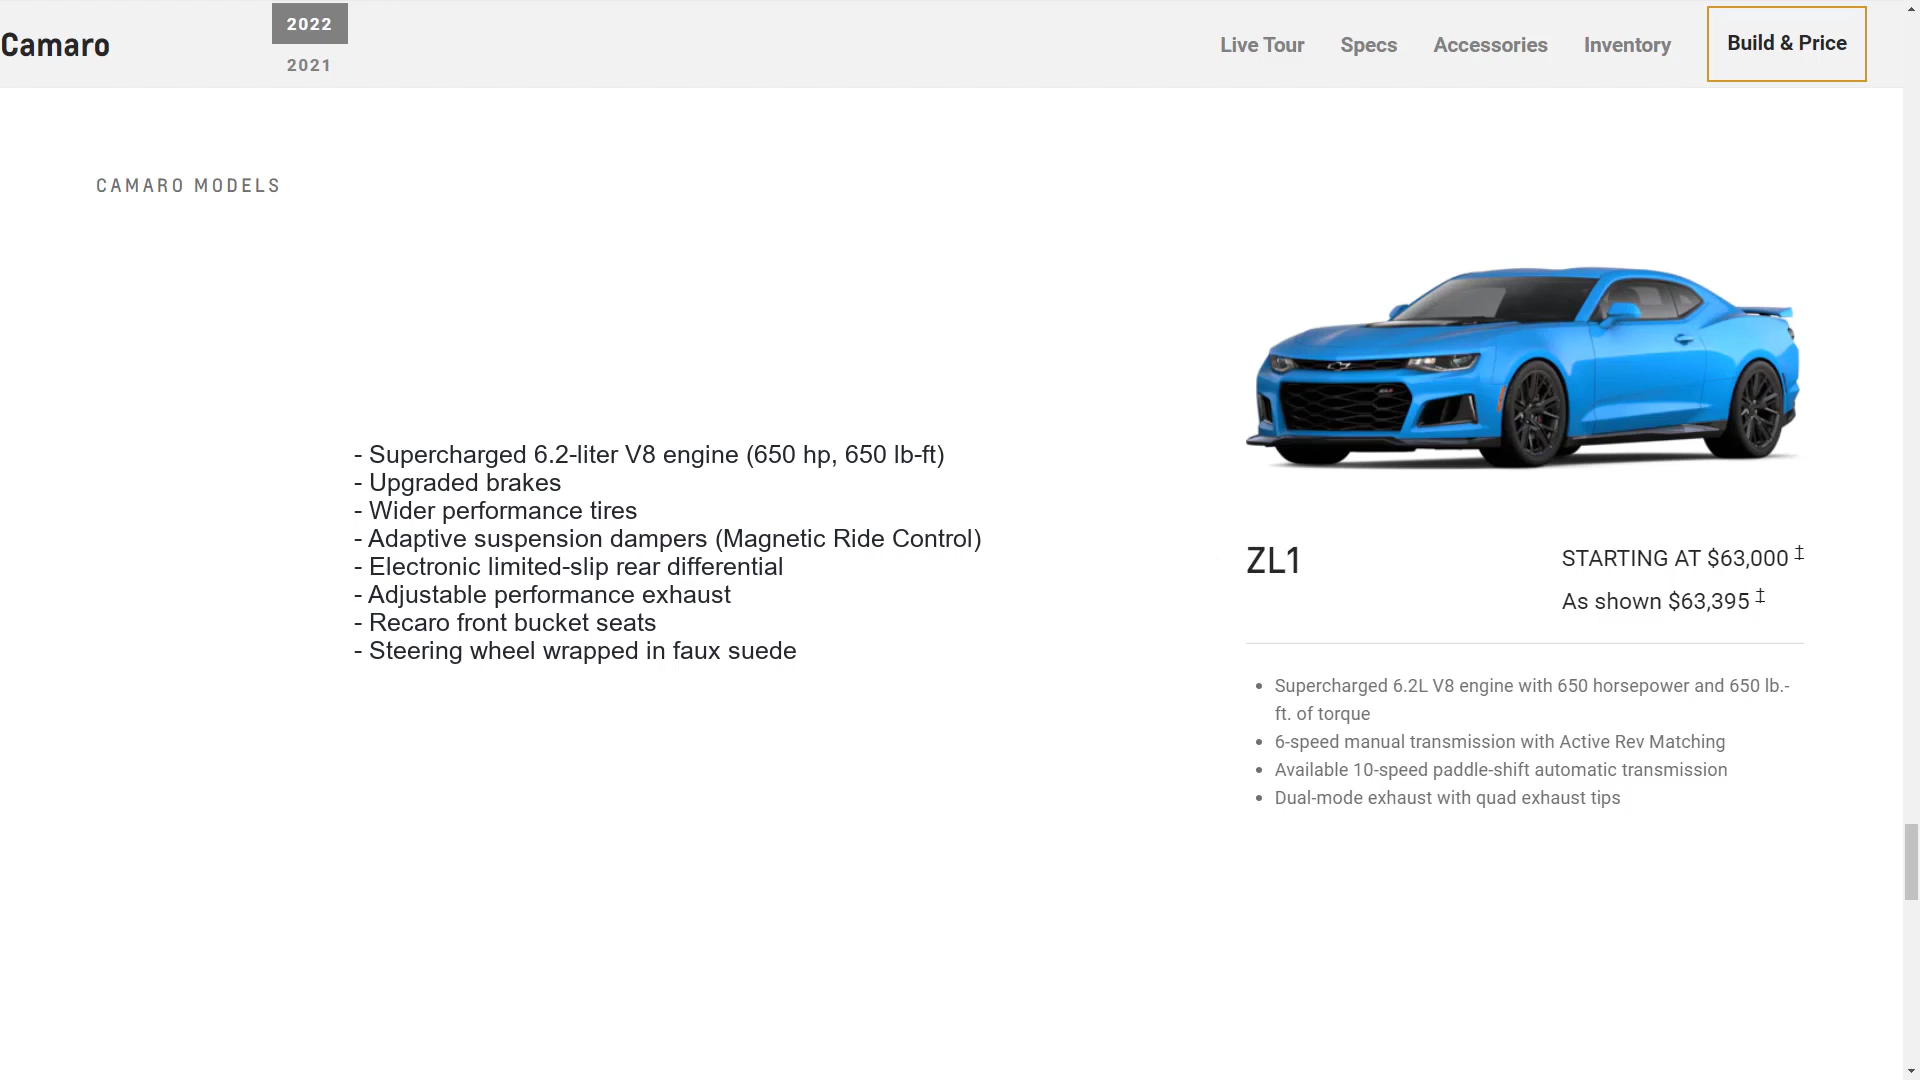 Camaro
2022
2021
Live Tour
Specs
Accessories
Inventory
Build & Price
CAMARO MODELS
- Supercharged 6.2-liter V8 engine (650 hp, 650 lb-ft)
- Upgraded brakes
- Wider performance tires
- Adaptive suspension dampers (Magnetic Ride Control)
- Electronic limited-slip rear differential
- Adjustable performance exhaust
- Recaro front bucket seats
- Steering wheel wrapped in faux suede
ZL1
STARTING AT $63,000 ‡
As shown $63,395 ‡
• Supercharged 6.2L V8 engine with 650 horsepower and 650 lb.-
ft. of torque
• 6-speed manual transmission with Active Rev Matching
• Available 10-speed paddle-shift automatic transmission
• Dual-mode exhaust with quad exhaust tips